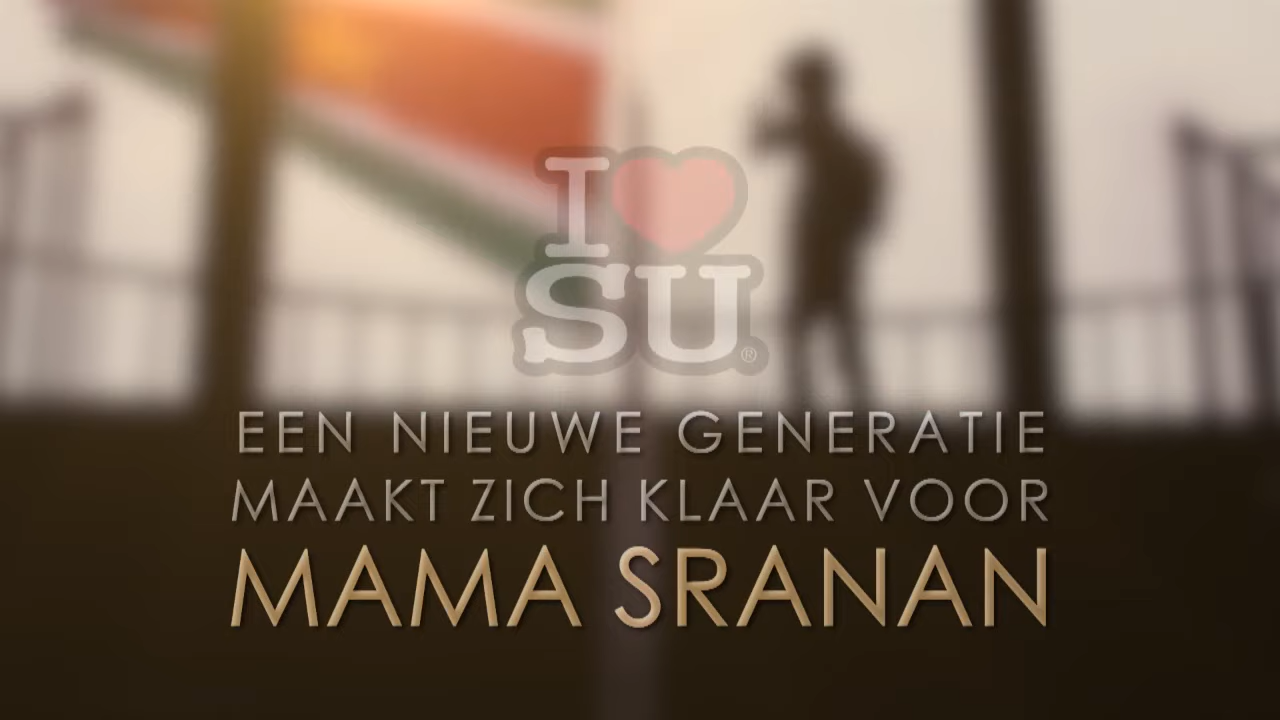 I
SU®
EEN NIEUWE GENERATIE
MAAKT ZICH KLAAR VOOR
MAMA SRANAN